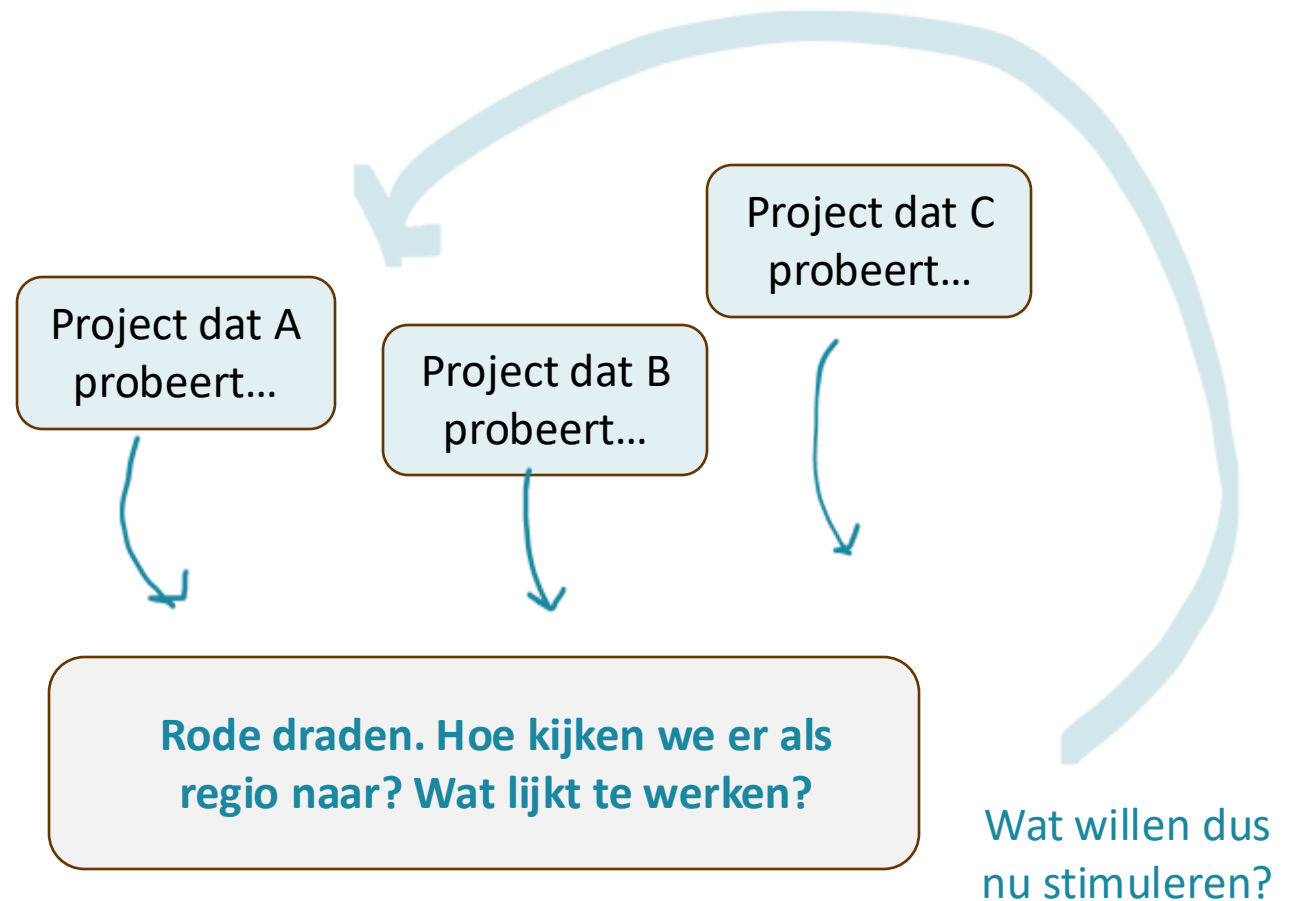 Project dat C
probeert…
Project dat A
probeert…
Project dat B
probeert…
Rode draden. Hoe kijken we er als
regio naar? Wat lijkt te werken?
Wat willen dus
nu stimuleren?